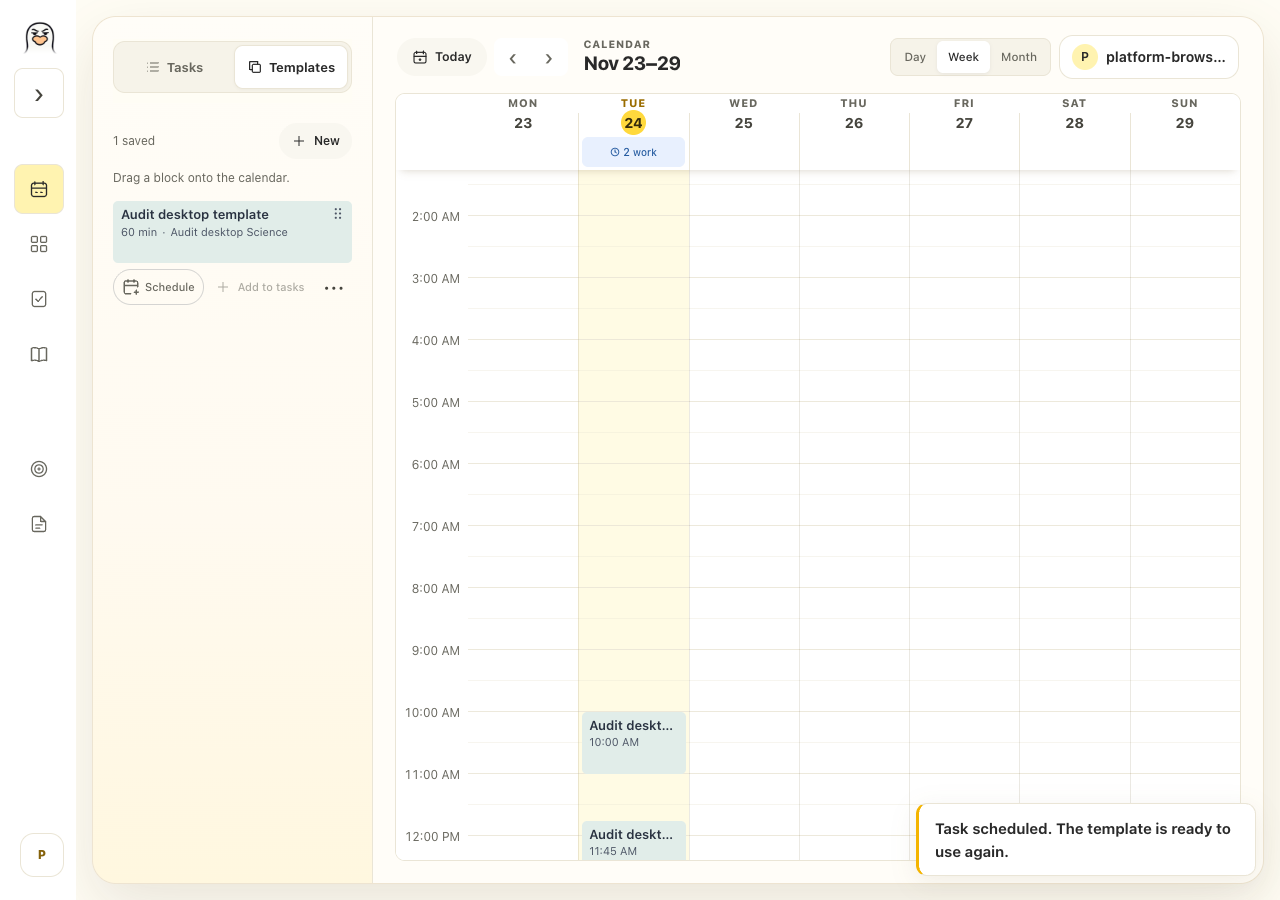 Tasks
Templates
1 saved
New
Drag a block onto the calendar.
Audit desktop template
60 min · Audit desktop Science
Schedule
Add to tasks
P
Today
CALENDAR
Nov 23–29
Day
Week
Month
P
platform-brows...
MON
23
TUE
24
WED
25
THU
26
FRI
27
SAT
28
SUN
29
2 work
2:00 AM
3:00 AM
4:00 AM
5:00 AM
6:00 AM
7:00 AM
8:00 AM
9:00 AM
10:00 AM
11:00 AM
12:00 PM
Audit deskt...
10:00 AM
Audit deskt...
11:45 AM
Task scheduled. The template is ready to
use again.